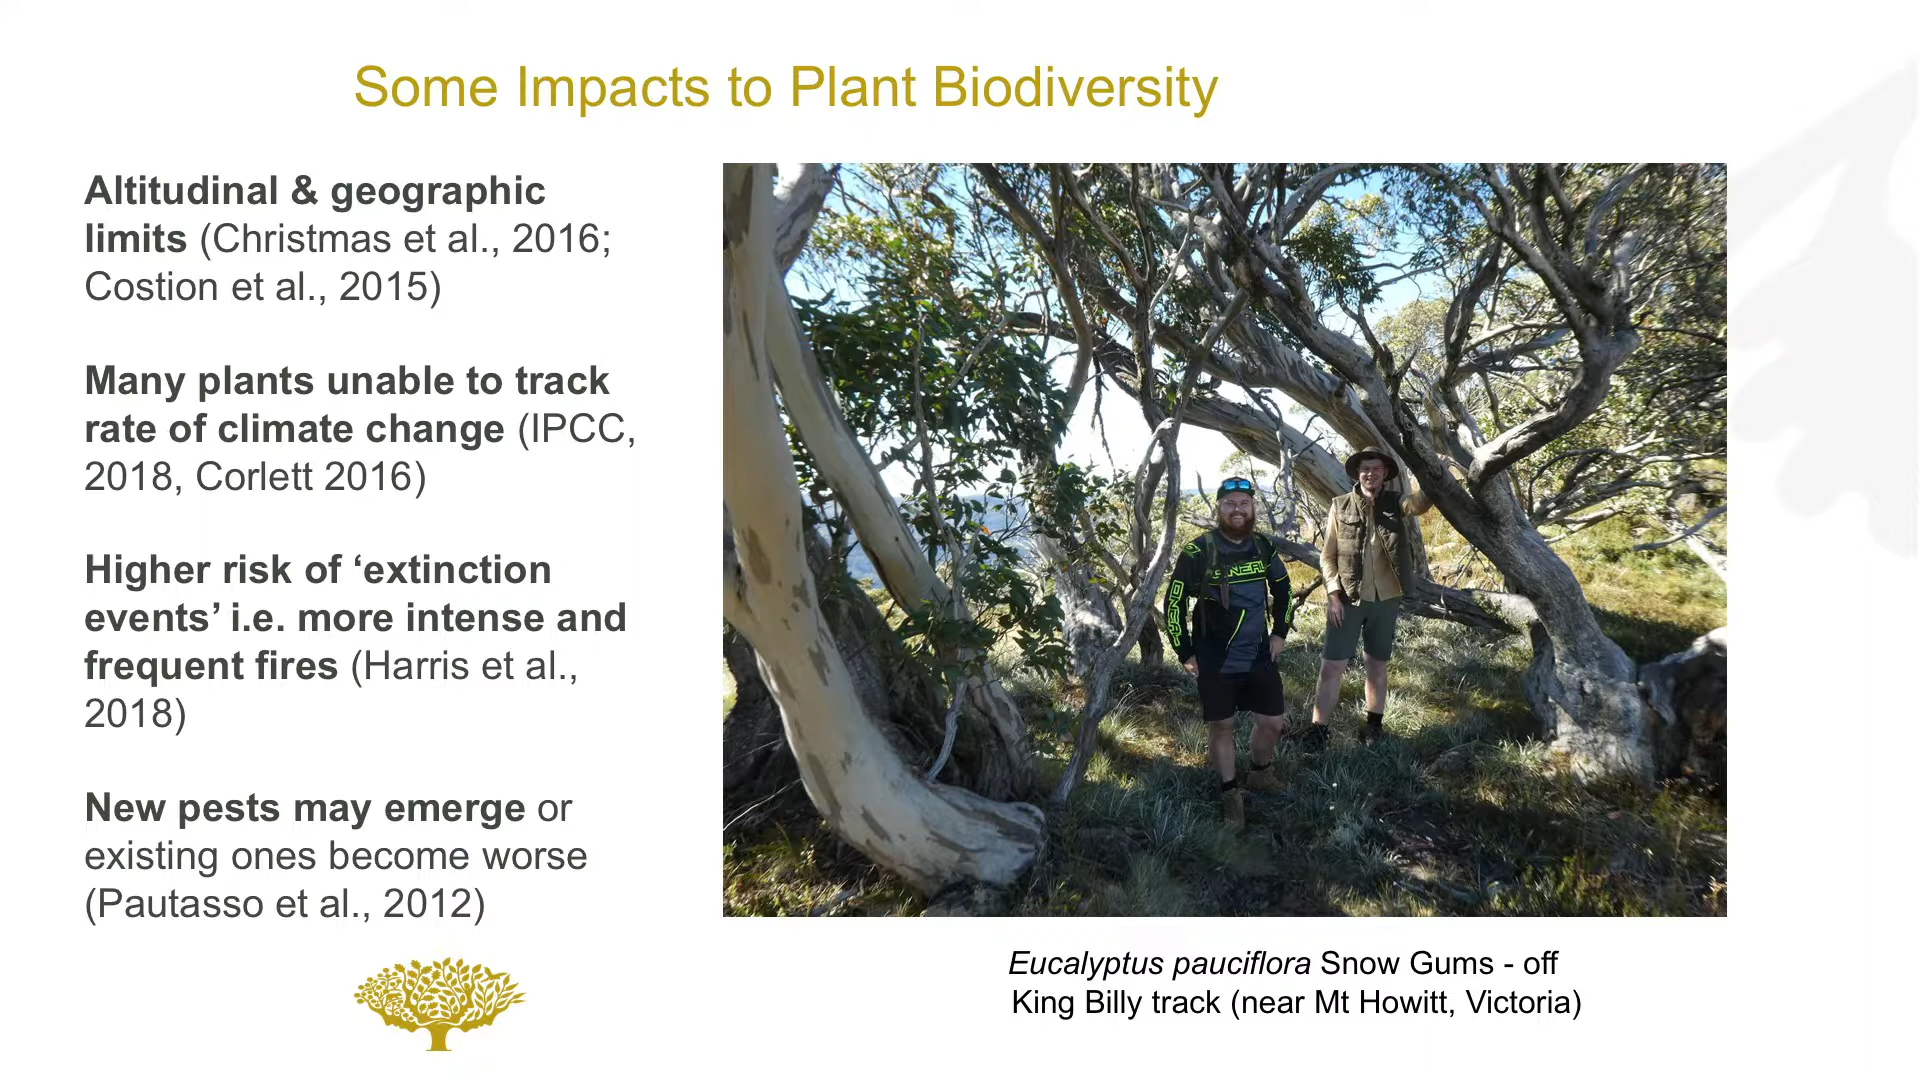 Some Impacts to Plant Biodiversity
Altitudinal & geographic
limits (Christmas et al., 2016;
Costion et al., 2015)
Many plants unable to track
rate of climate change (IPCC,
2018, Corlett 2016)
Higher risk of ‘extinction
events’ i.e. more intense and
frequent fires (Harris et al.,
2018)
New pests may emerge or
existing ones become worse
(Pautasso et al., 2012)
O'NEAL
O'NEAL
Eucalyptus pauciflora Snow Gums - off
King Billy track (near Mt Howitt, Victoria)